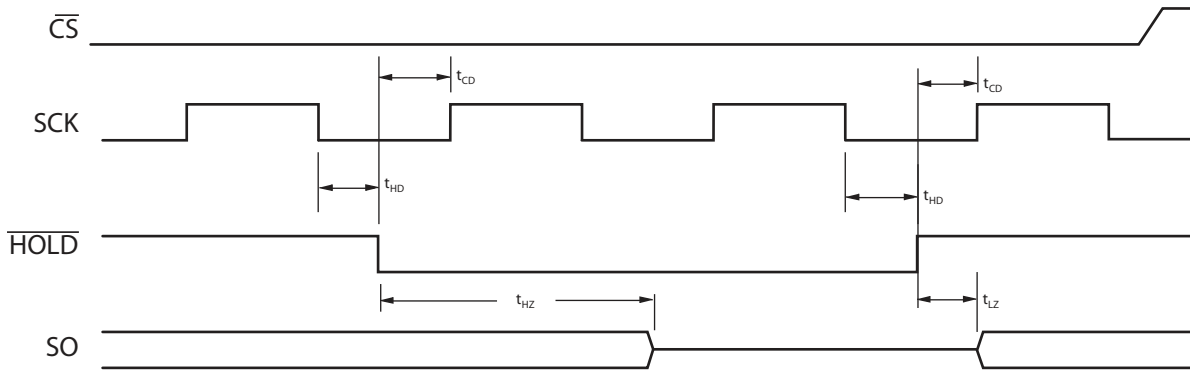 CS
t_CD
t_CD
SCK
t_HD
t_HD
HOLD
t_HZ
t_LZ
SO